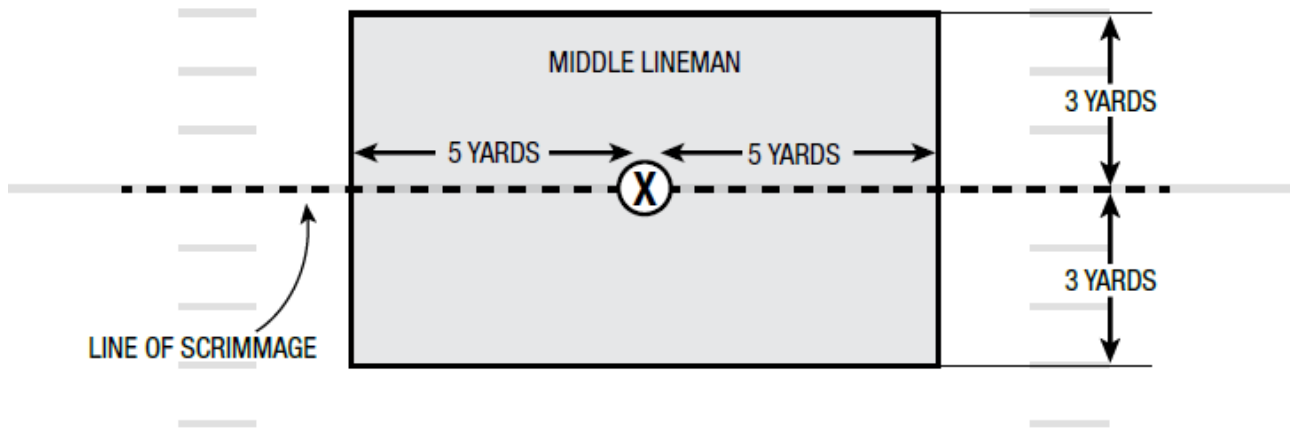 MIDDLE LINEMAN
3 YARDS
5 YARDS
5 YARDS
X
3 YARDS
LINE OF SCRIMMAGE